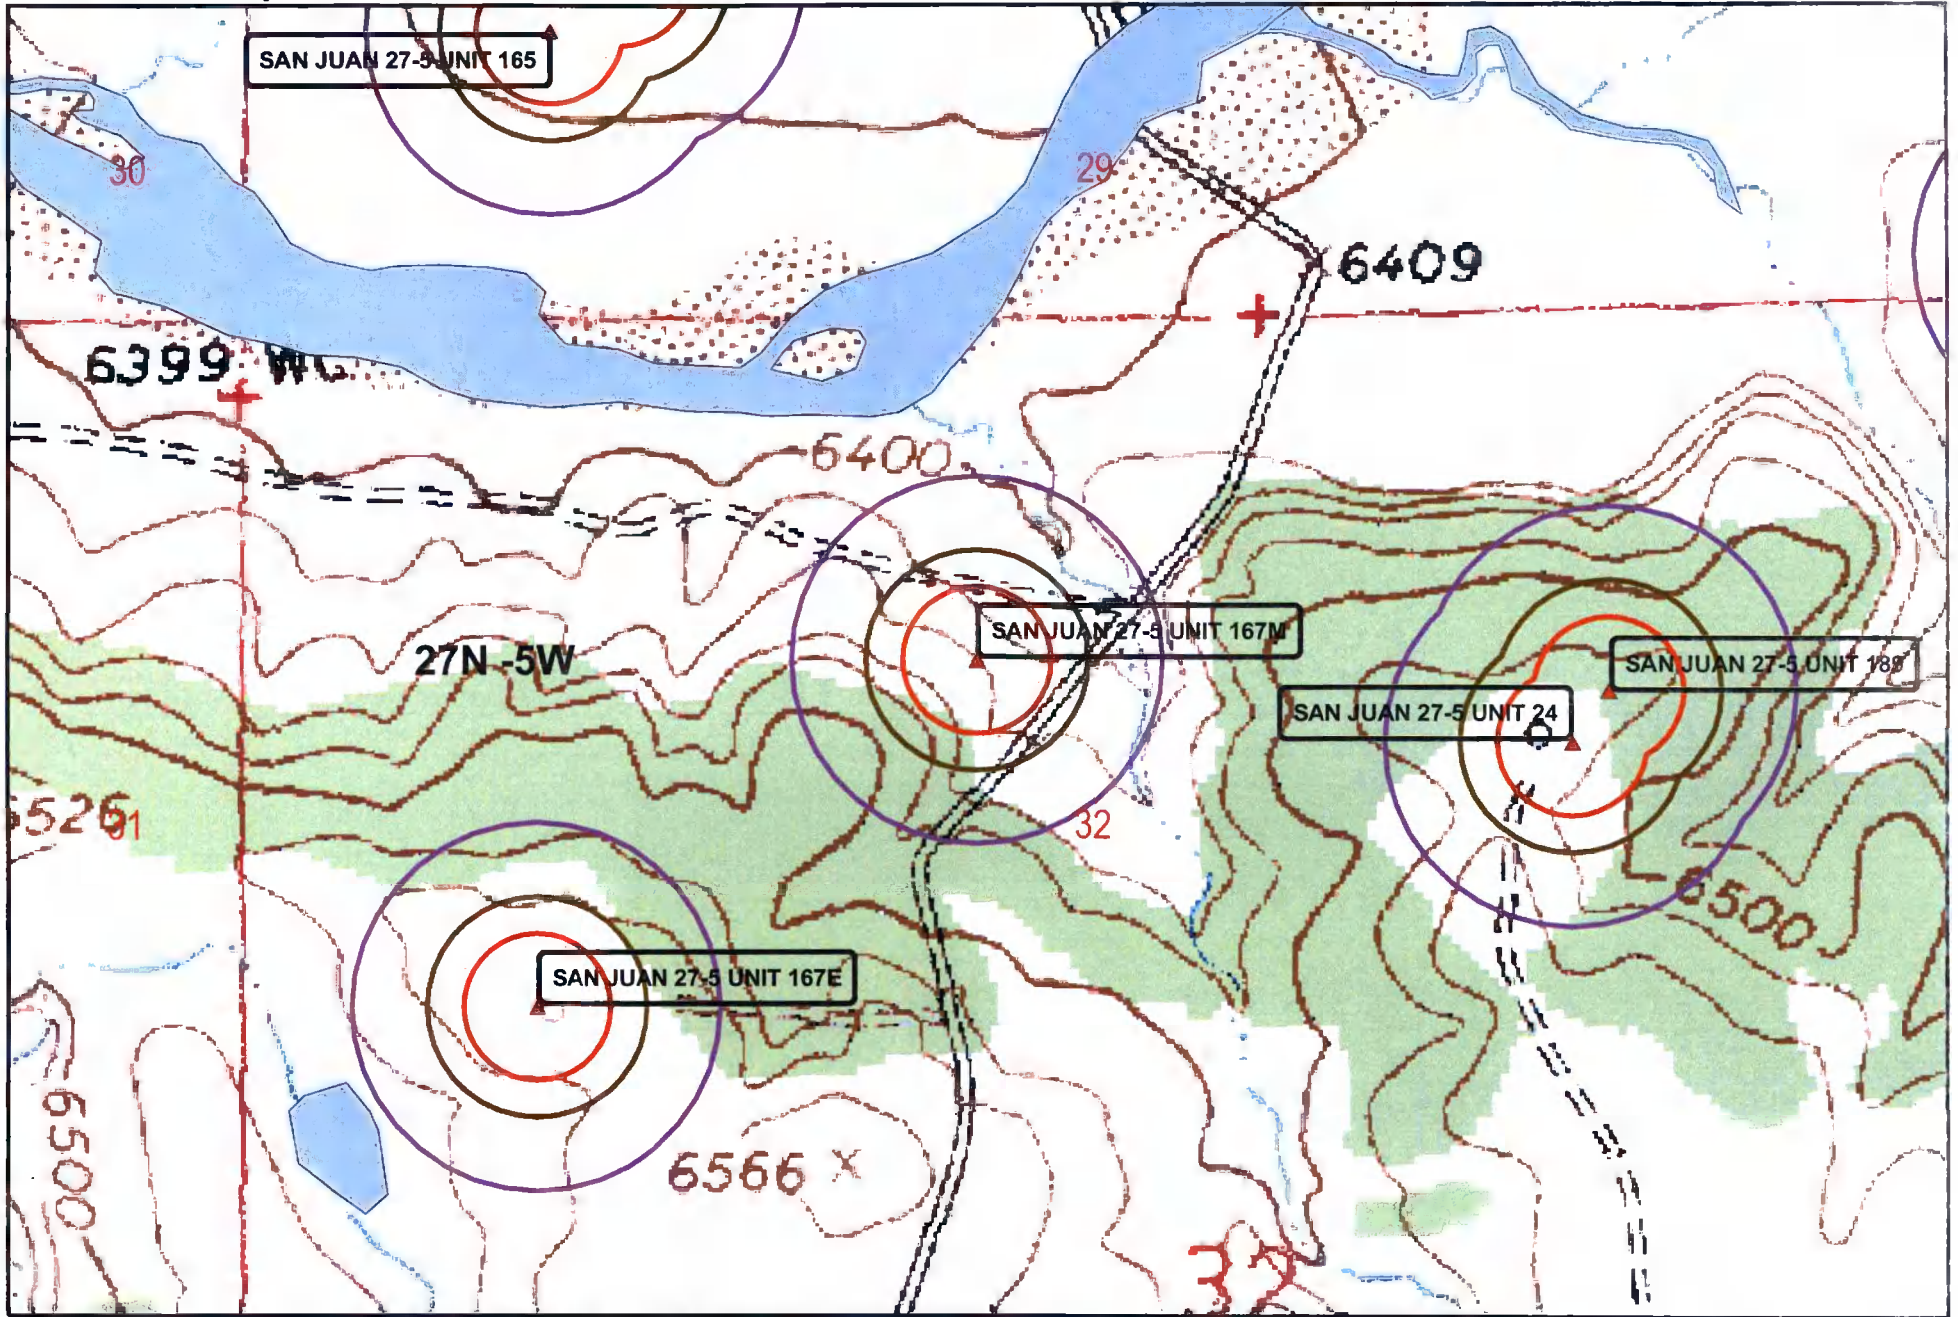 SAN JUAN 27-5 UNIT 165
30
29
6409
6399
6400
SAN JUAN 27-5 UNIT 167M
27N -5W
SAN JUAN 27-5 UNIT 189
SAN JUAN 27-5 UNIT 24
31
32
6500
SAN JUAN 27-5 UNIT 167E
6500
6566
33